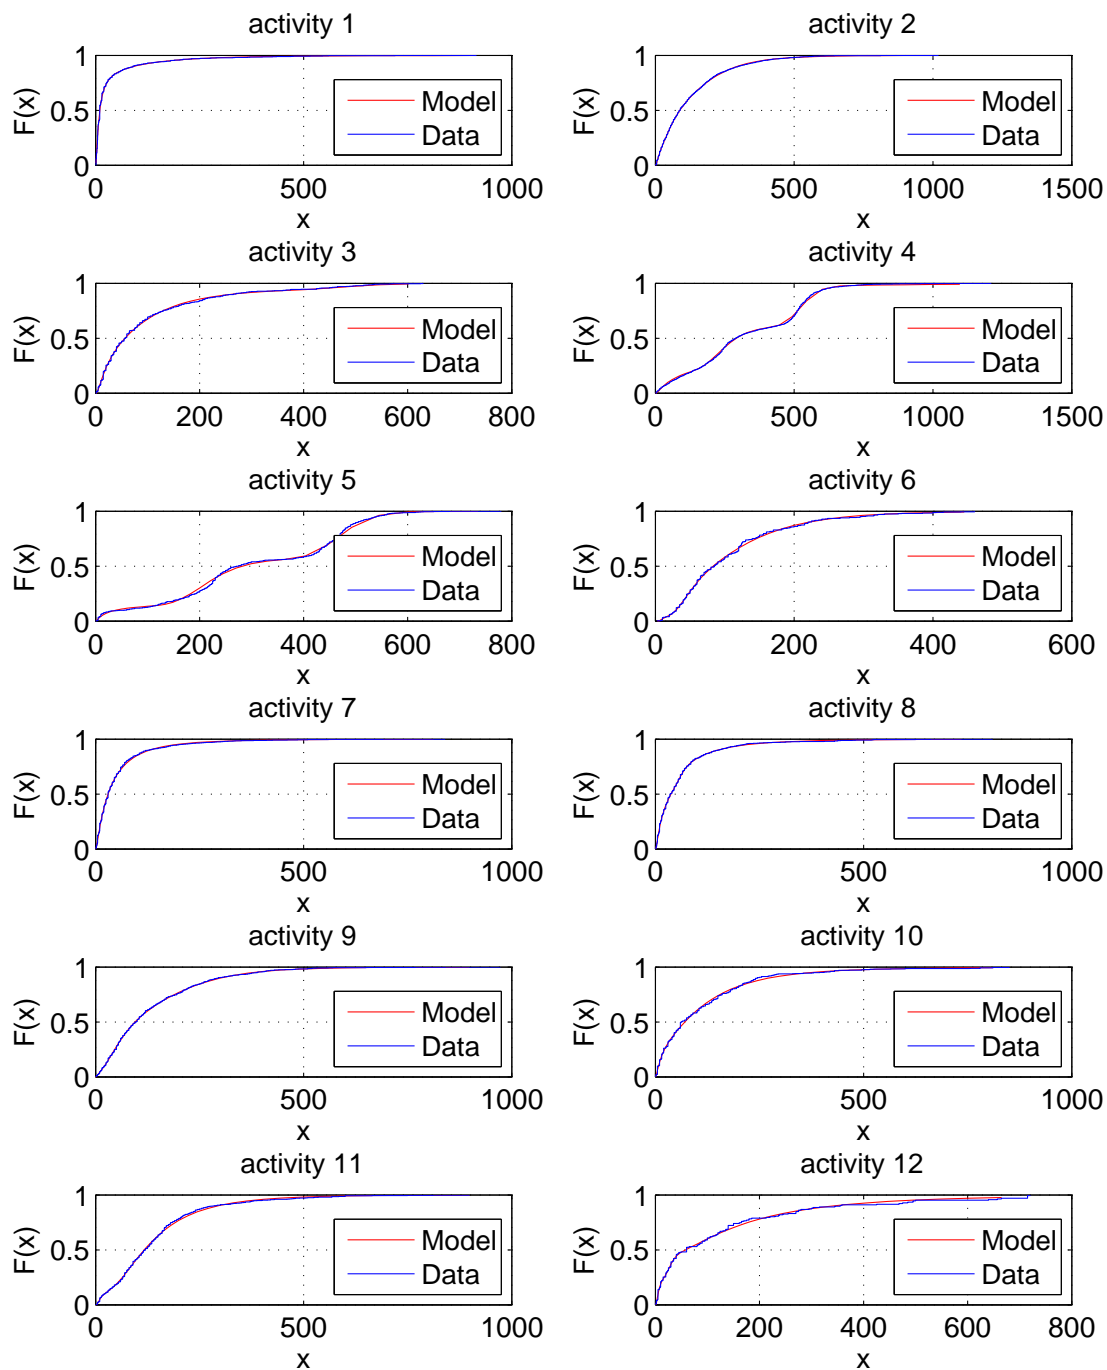 activity 1
1
0.5
0
F(x)
Model
Data
0 500 1000
x
activity 2
1
0.5
0
F(x)
Model
Data
0 500 1000 1500
x
activity 3
1
0.5
0
F(x)
Model
Data
0 200 400 600 800
x
activity 4
1
0.5
0
F(x)
Model
Data
0 500 1000 1500
x
activity 5
1
0.5
0
F(x)
Model
Data
0 200 400 600 800
x
activity 6
1
0.5
0
F(x)
Model
Data
0 200 400 600
x
activity 7
1
0.5
0
F(x)
Model
Data
0 500 1000
x
activity 8
1
0.5
0
F(x)
Model
Data
0 500 1000
x
activity 9
1
0.5
0
F(x)
Model
Data
0 500 1000
x
activity 10
1
0.5
0
F(x)
Model
Data
0 500 1000
x
activity 11
1
0.5
0
F(x)
Model
Data
0 500 1000
x
activity 12
1
0.5
0
F(x)
Model
Data
0 200 400 600 800
x